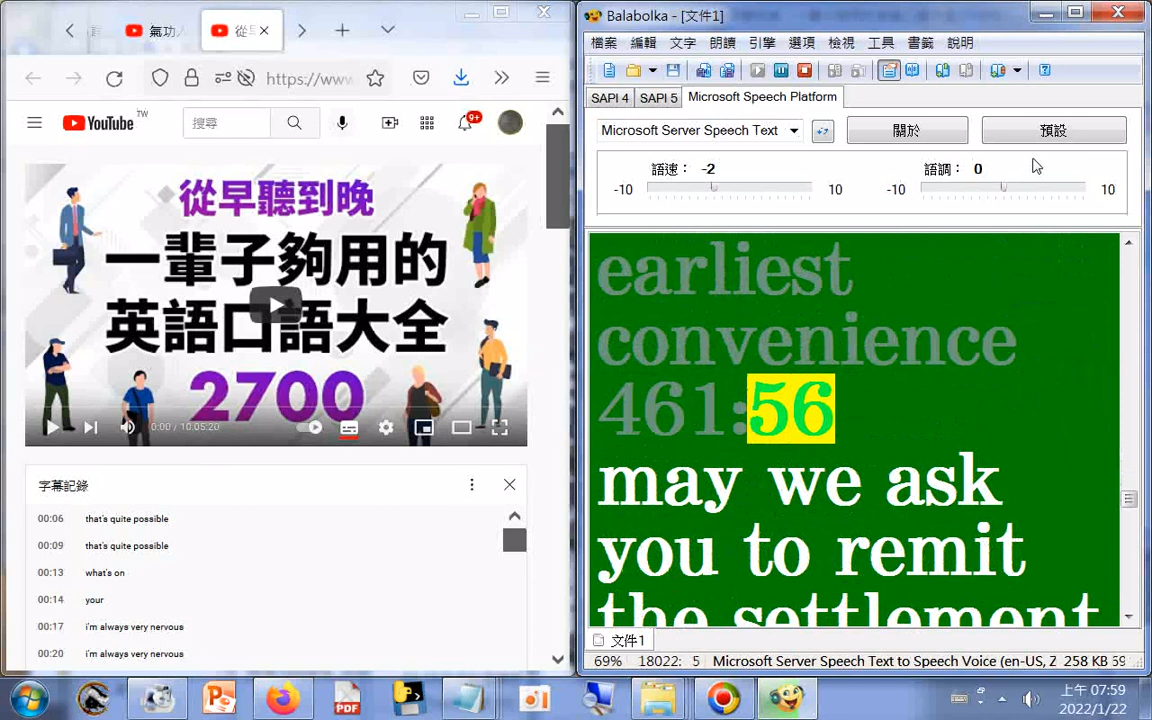 氣功人
從
https://www
YouTube TW
搜尋
9+
從早聽到晚
一輩子夠用的
英語口語大全
2700
0:00 / 10:05:20
字幕記錄
00:06 that's quite possible
00:09 that's quite possible
00:13 what's on
00:14 your
00:17 i'm always very nervous
00:20 i'm always very nervous
Balabolka - [文件1]
檔案 編輯 文字 朗讀 引擎 選項 檢視 工具 書籤 說明
SAPI 4 SAPI 5 Microsoft Speech Platform
Microsoft Server Speech Text 關於 預設
語速： -2 語調： 0
-10 10 -10 10
earliest
convenience
461:56
may we ask
you to remit
the settlement
文件1
69% 18022: 5 Microsoft Server Speech Text to Speech Voice (en-US, Z 258 KB 59
PDF
上午 07:59
2022/1/22